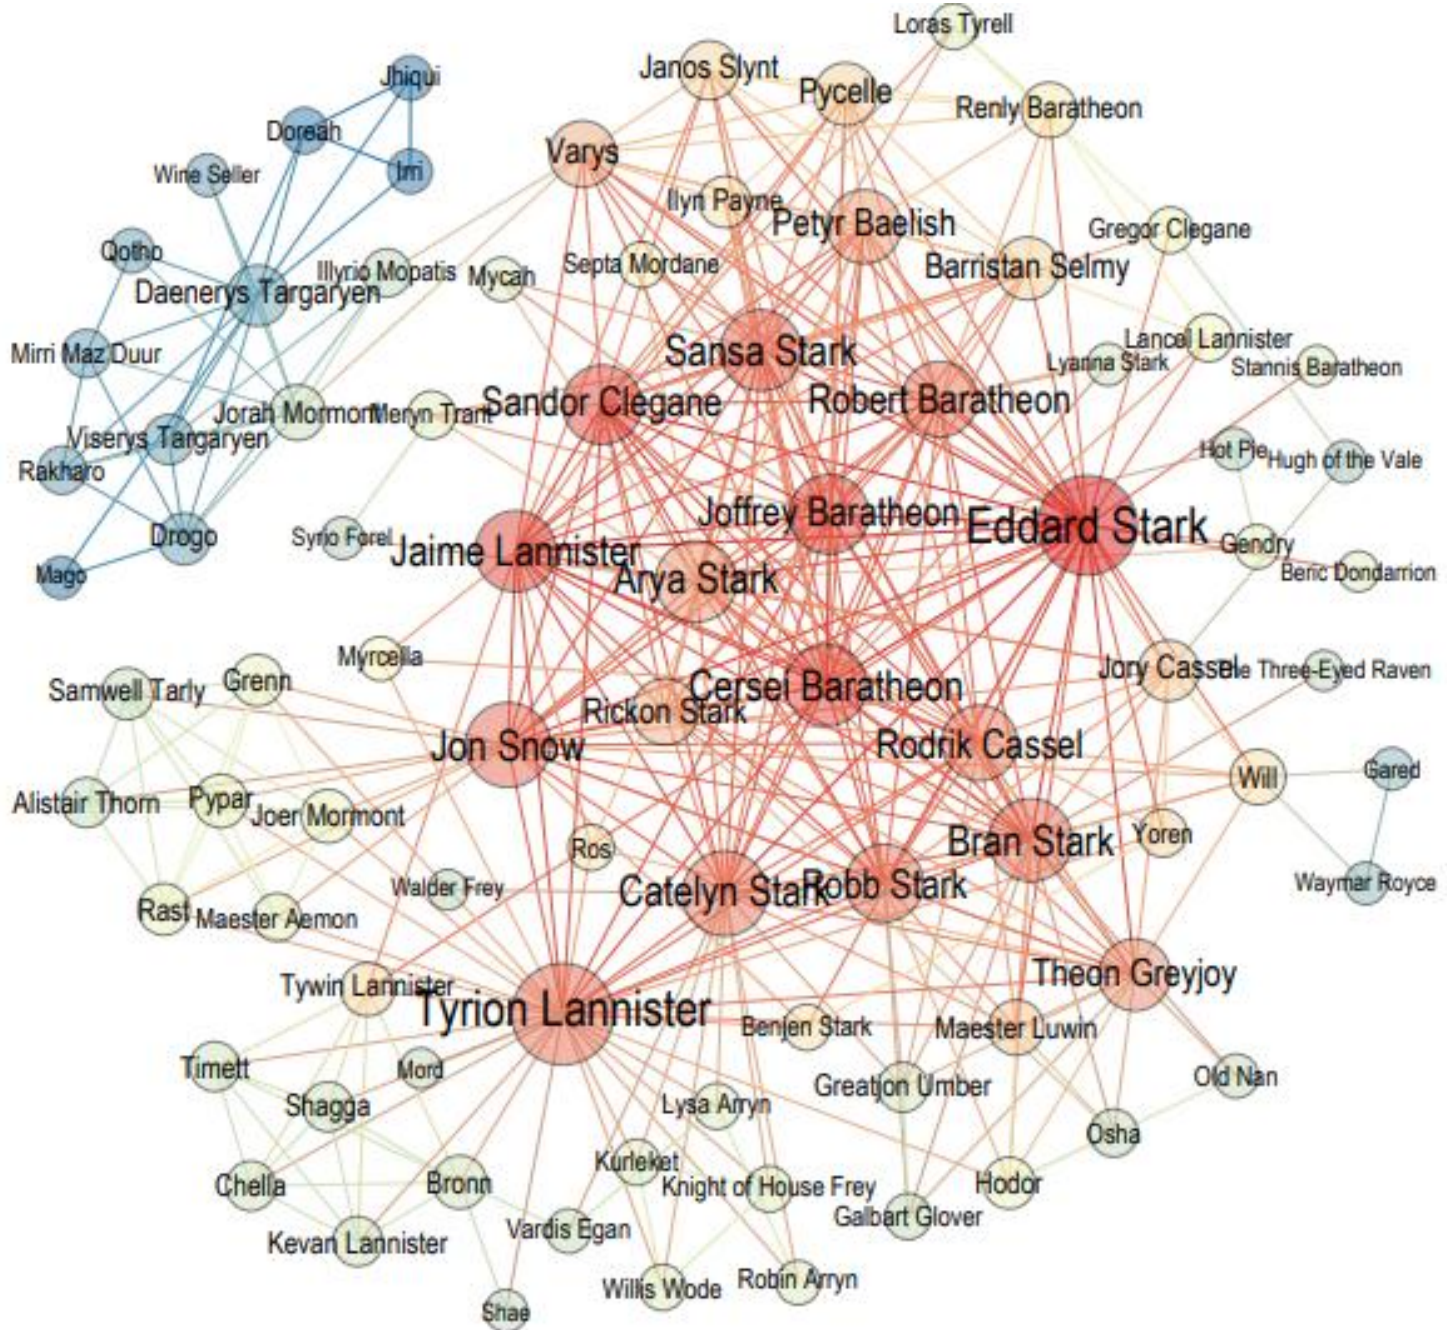 Loras Tyrell
Janos Slynt
Jhiqui
Pycelle
Renly Baratheon
Doreah
Varys
Wine Seller
Irri
Ilyn Payne
Petyr Baelish
Gregor Clegane
Qotho
Illyrio Mopatis
Mycah
Septa Mordane
Barristan Selmy
Daenerys Targaryen
Mirri Maz Duur
Sansa Stark
Lancel Lannister
Lyanna Stark
Stannis Baratheon
Jorah Mormont
Meryn Trant
Sandor Clegane
Robert Baratheon
Viserys Targaryen
Rakharo
Hot Pie
Hugh of the Vale
Joffrey Baratheon
Eddard Stark
Drogo
Syrio Forel
Jaime Lannister
Gendry
Mago
Arya Stark
Beric Dondarrion
Myrcella
Samwell Tarly
Grenn
Cersei Baratheon
Jory Cassel
The Three-Eyed Raven
Rickon Stark
Jon Snow
Rodrik Cassel
Will
Gared
Alistair Thorn
Pypar
Joer Mormont
Ros
Bran Stark
Yoren
Walder Frey
Catelyn Stark
Robb Stark
Waymar Royce
Rast
Maester Aemon
Tywin Lannister
Tyrion Lannister
Theon Greyjoy
Benjen Stark
Maester Luwin
Timett
Mord
Greatjon Umber
Old Nan
Shagga
Lysa Arryn
Osha
Chella
Bronn
Kurleket
Knight of House Frey
Hodor
Galbart Glover
Kevan Lannister
Vardis Egan
Willis Wode
Robin Arryn
Shae